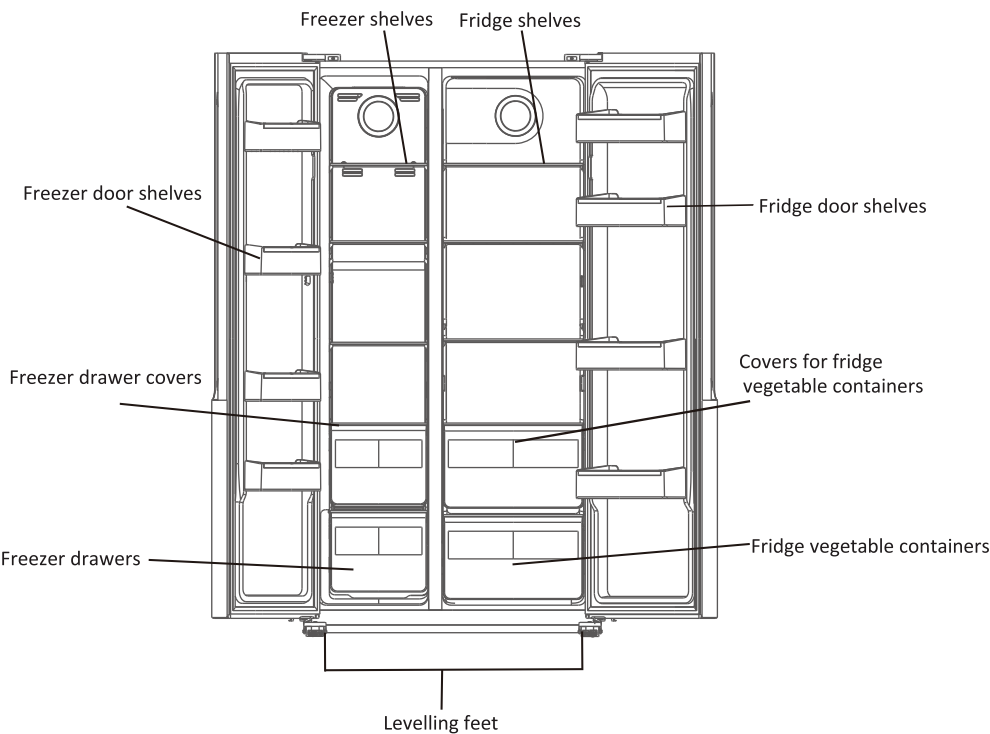 Freezer shelves
Fridge shelves
Freezer door shelves
Fridge door shelves
Freezer drawer covers
Covers for fridge
vegetable containers
Freezer drawers
Fridge vegetable containers
Levelling feet